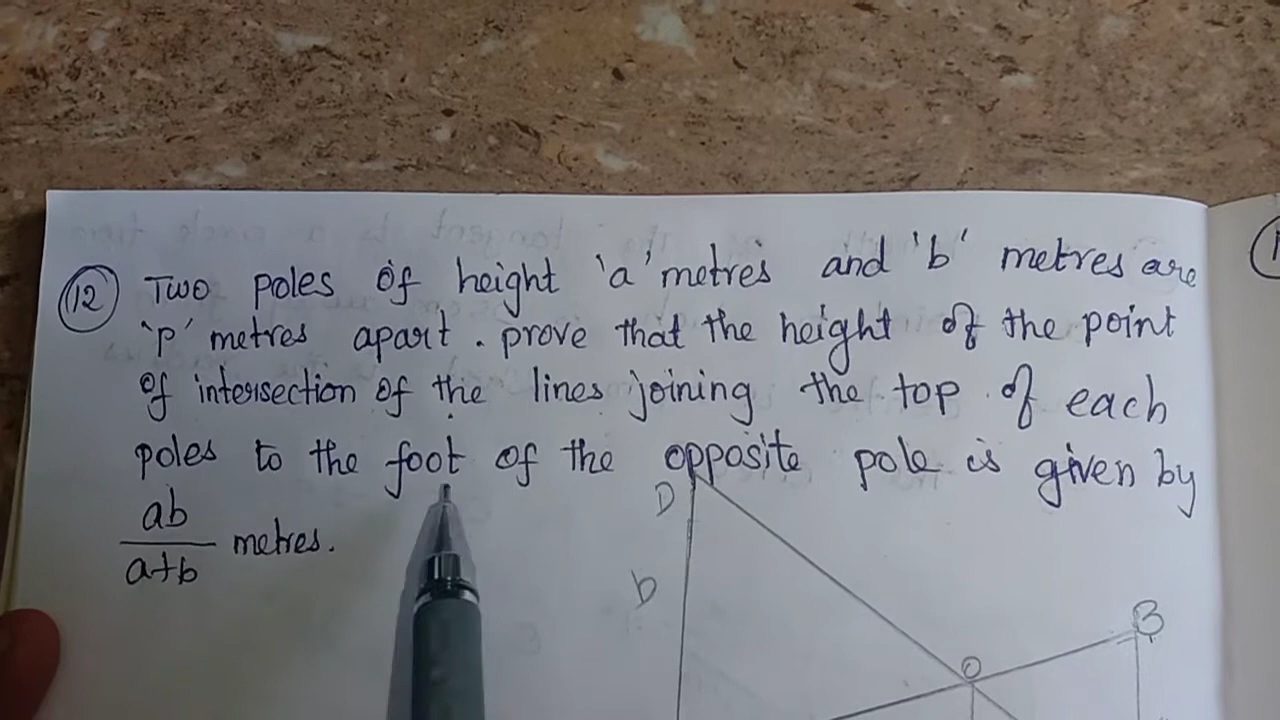 12 Two poles of height 'a' metres and 'b' metres are
'p' metres apart. prove that the height of the point
of intersection of the lines joining the top of each
poles to the foot of the opposite pole is given by
ab
a+b metres.
D
b
B
O